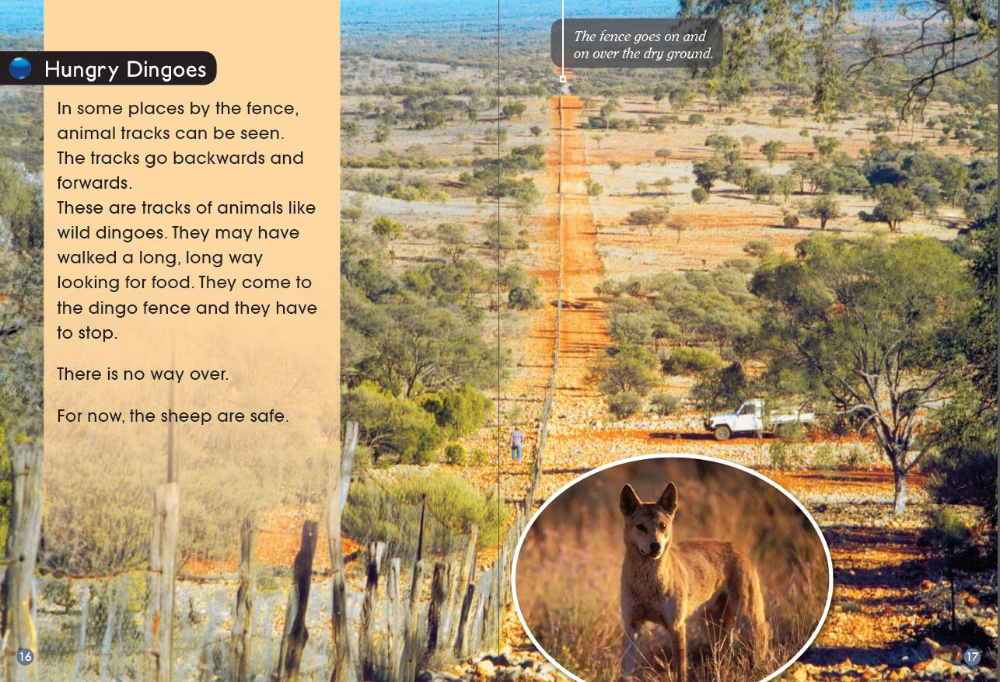 Hungry Dingoes
In some places by the fence,
animal tracks can be seen.
The tracks go backwards and
forwards.
These are tracks of animals like
wild dingoes. They may have
walked a long, long way
looking for food. They come to
the dingo fence and they have
to stop.
There is no way over.
For now, the sheep are safe.
16
The fence goes on and
on over the dry ground.
17